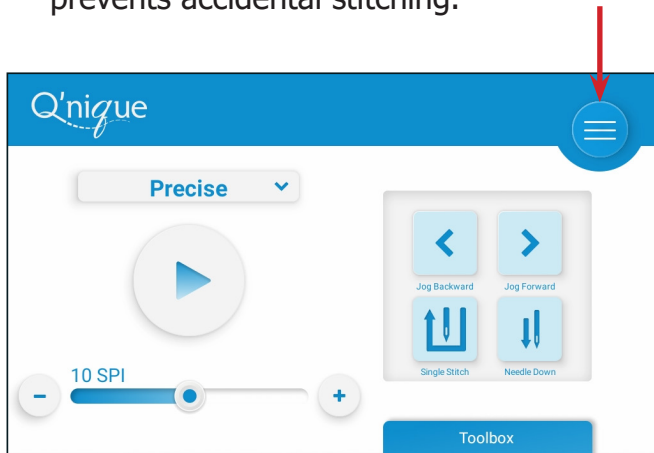 prevents accidental stitching.
Q'nique
Precise
10 SPI
Jog Backward
Jog Forward
Single Stitch
Needle Down
Toolbox